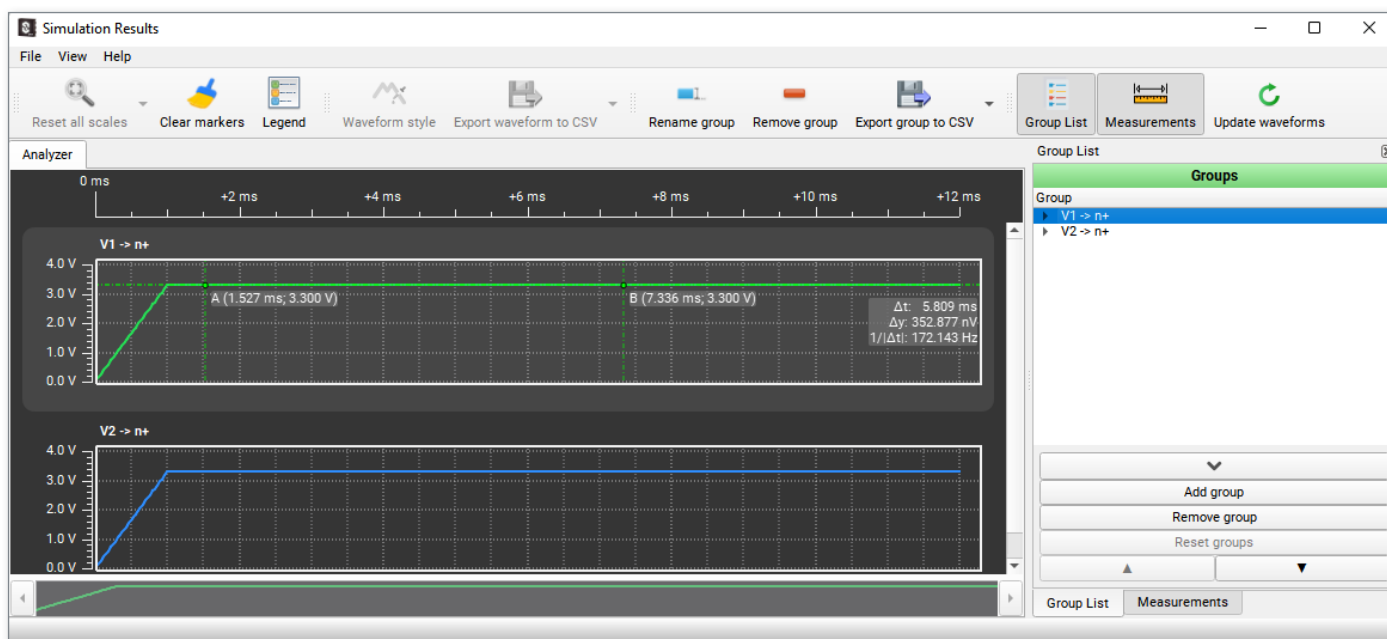 Simulation Results
File View Help
Reset all scales Clear markers Legend Waveform style Export waveform to CSV Rename group Remove group Export group to CSV Group List Measurements Update waveforms
Analyzer
0 ms
+2 ms +4 ms +6 ms +8 ms +10 ms +12 ms
V1 -> n+
4.0 V
3.0 V
2.0 V
1.0 V
0.0 V
A (1.527 ms; 3.300 V)
B (7.336 ms; 3.300 V)
Δt: 5.809 ms
Δy: 352.877 nV
1/|Δt|: 172.143 Hz
V2 -> n+
4.0 V
3.0 V
2.0 V
1.0 V
0.0 V
Group List
Groups
Group
V1 -> n+
V2 -> n+
Add group
Remove group
Reset groups
Group List Measurements